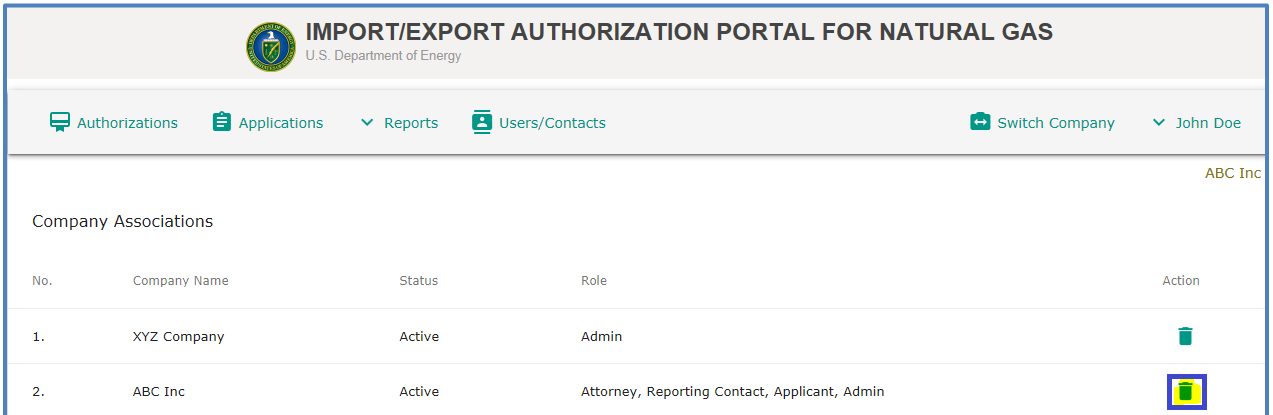 IMPORT/EXPORT AUTHORIZATION PORTAL FOR NATURAL GAS
U.S. Department of Energy
Authorizations Applications Reports Users/Contacts Switch Company John Doe
ABC Inc
Company Associations
No. Company Name Status Role Action
1. XYZ Company Active Admin
2. ABC Inc Active Attorney, Reporting Contact, Applicant, Admin